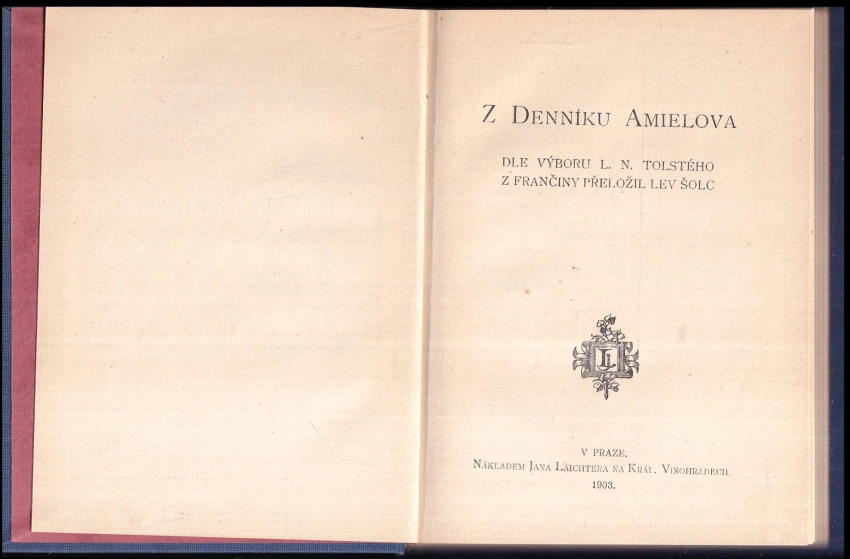 Z Denníku Amielova
DLE VÝBORU L. N. TOLSTÉHO
Z FRANČINY PŘELOŽIL LEV ŠOLC
V PRAZE.
Nákladem Jana Laichtera na Král. Vinohradech.
1903.